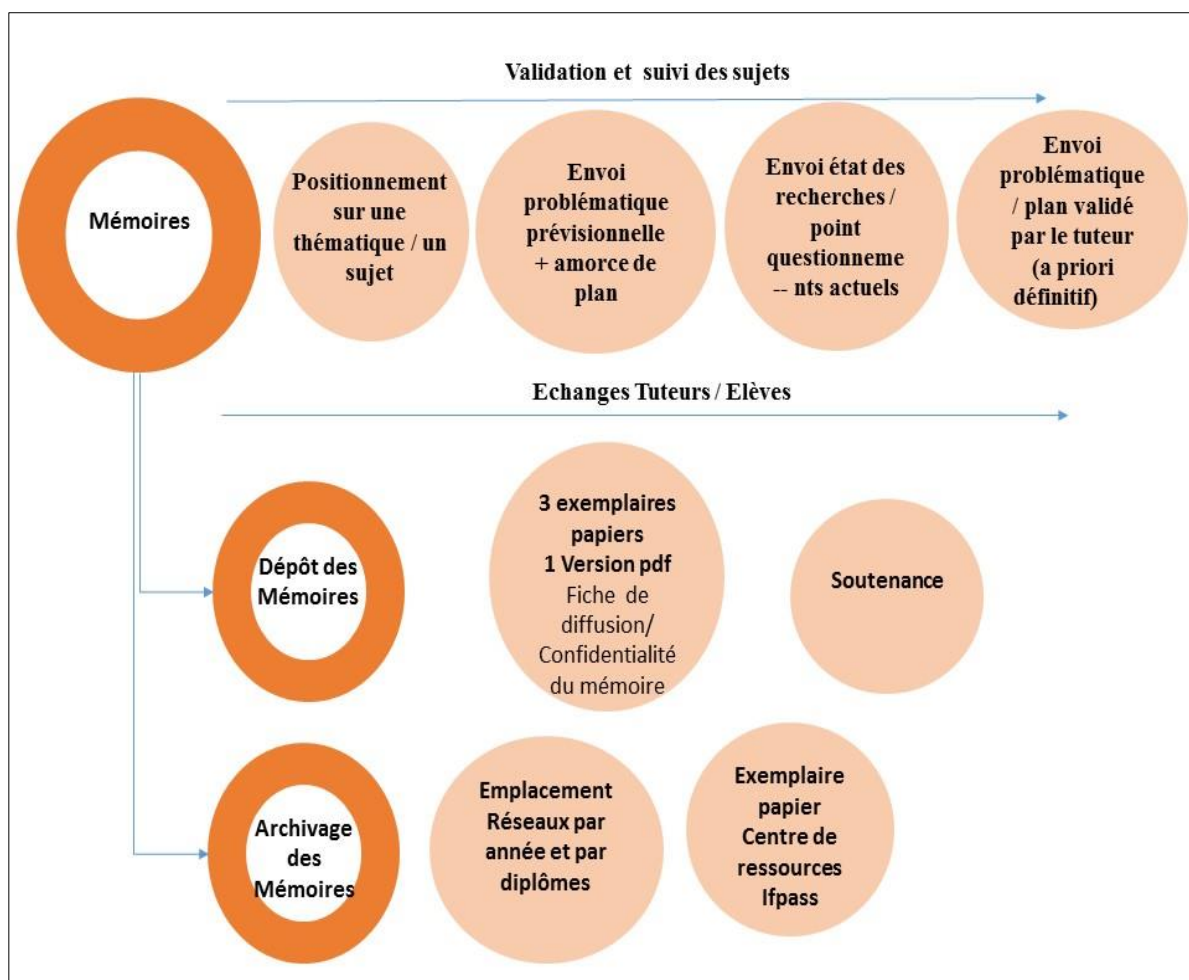 Validation et suivi des sujets
Mémoires
Positionnement
sur une
thématique / un
sujet
Envoi
problématique
prévisionnelle
+ amorce de
plan
Envoi état des
recherches /
point
questionneme
-- nts actuels
Envoi
problématique
/ plan validé
par le tuteur
(a priori
définitif)
Echanges Tuteurs / Elèves
Dépôt des
Mémoires
3 exemplaires
papiers
1 Version pdf
Fiche de
diffusion/
Confidentialité
du mémoire
Soutenance
Archivage
des
Mémoires
Emplacement
Réseaux par
année et par
diplômes
Exemplaire
papier
Centre de
ressources
Ifpass